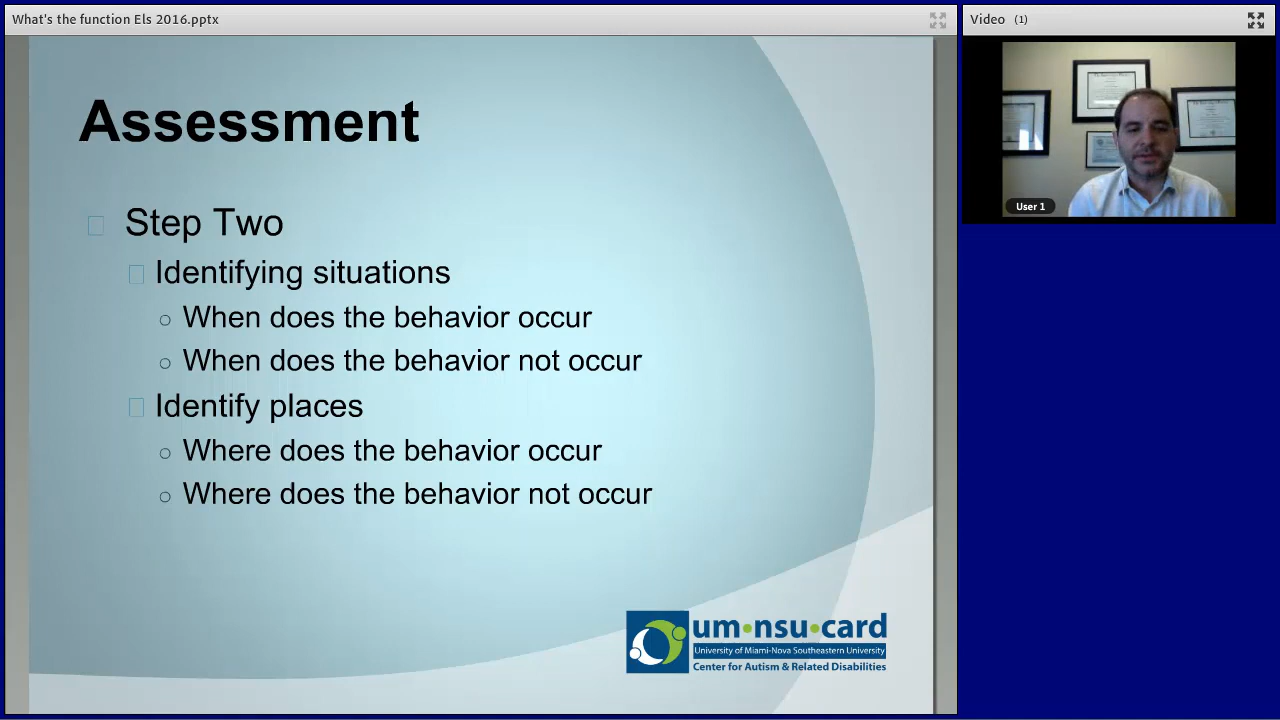 What's the function Els 2016.pptx
Video (1)
Assessment
Step Two
Identifying situations
When does the behavior occur
When does the behavior not occur
Identify places
Where does the behavior occur
Where does the behavior not occur
User 1
um•nsu•card
University of Miami-Nova Southeastern University
Center for Autism & Related Disabilities